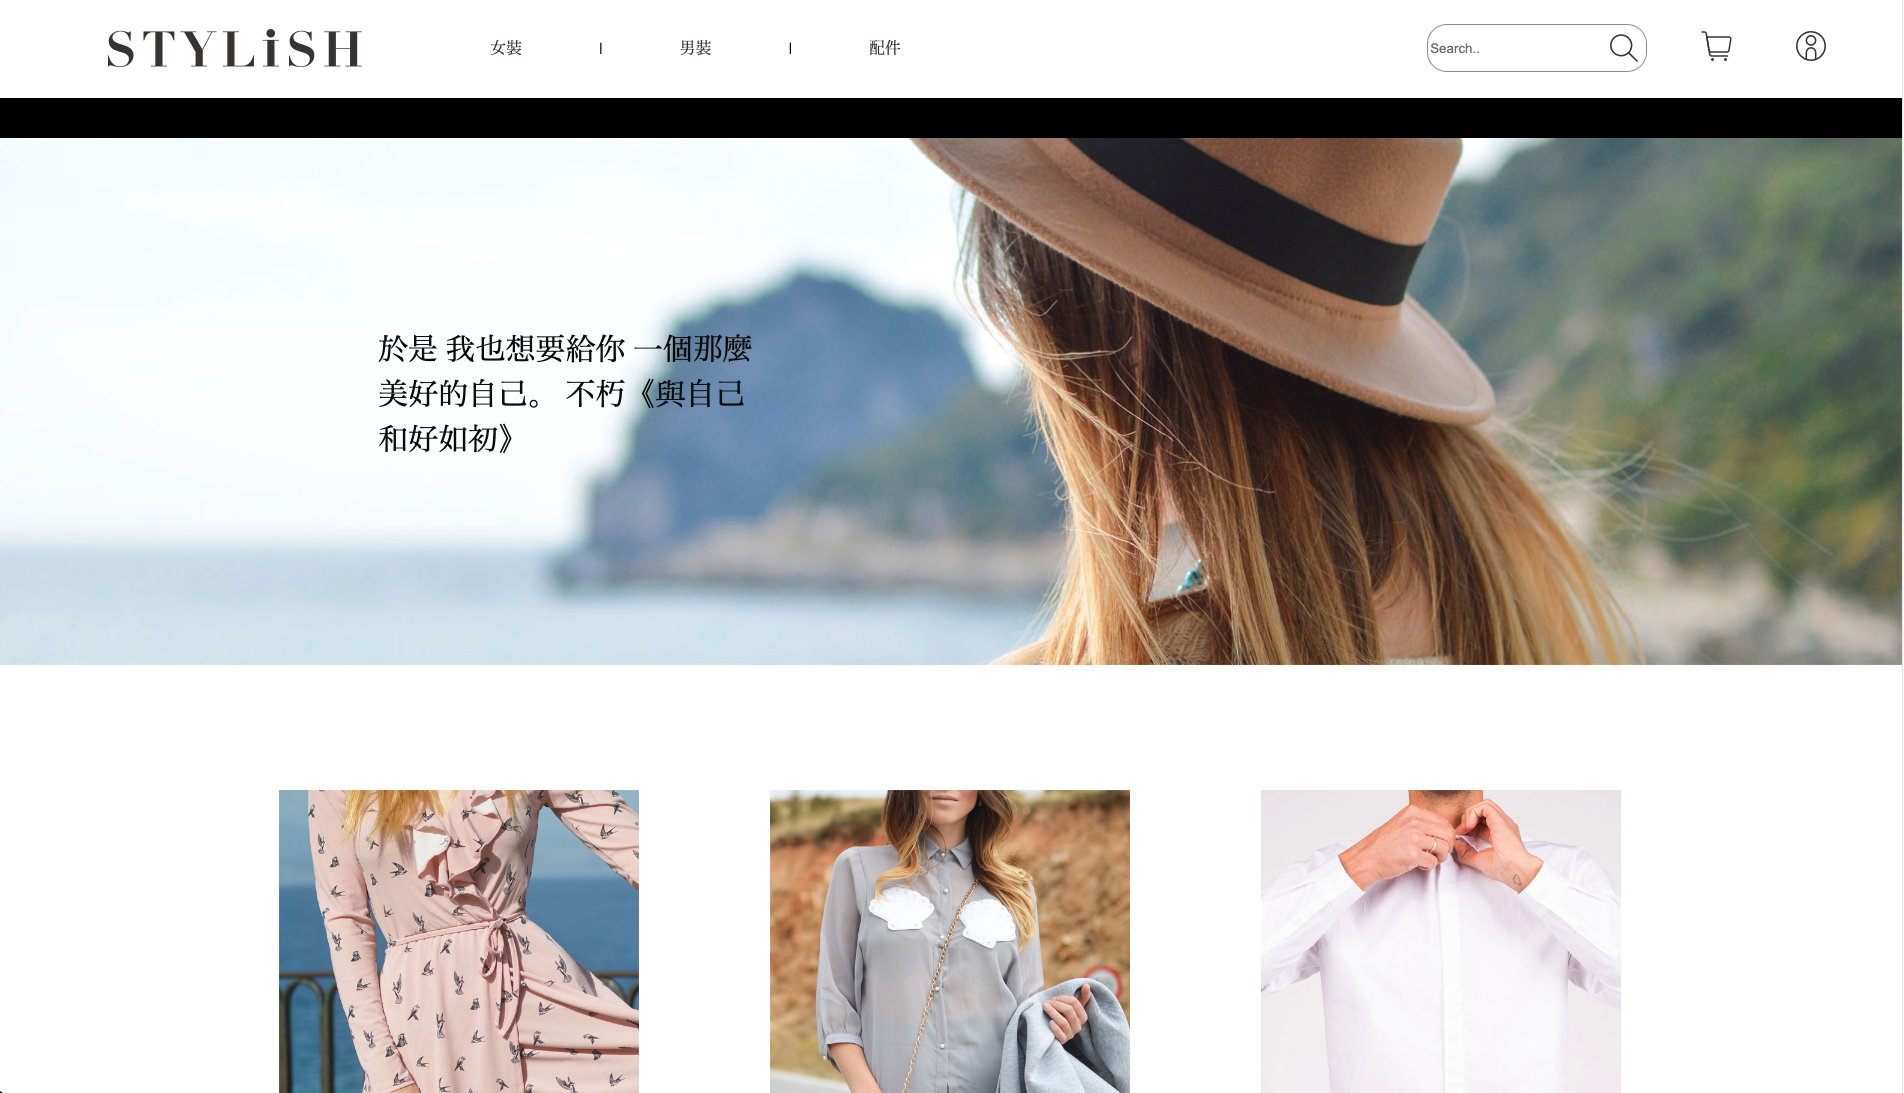 STYLiSH
女裝 | 男裝 | 配件
Search..
於是 我也想要給你 一個那麼
美好的自己。 不朽《與自己
和好如初》